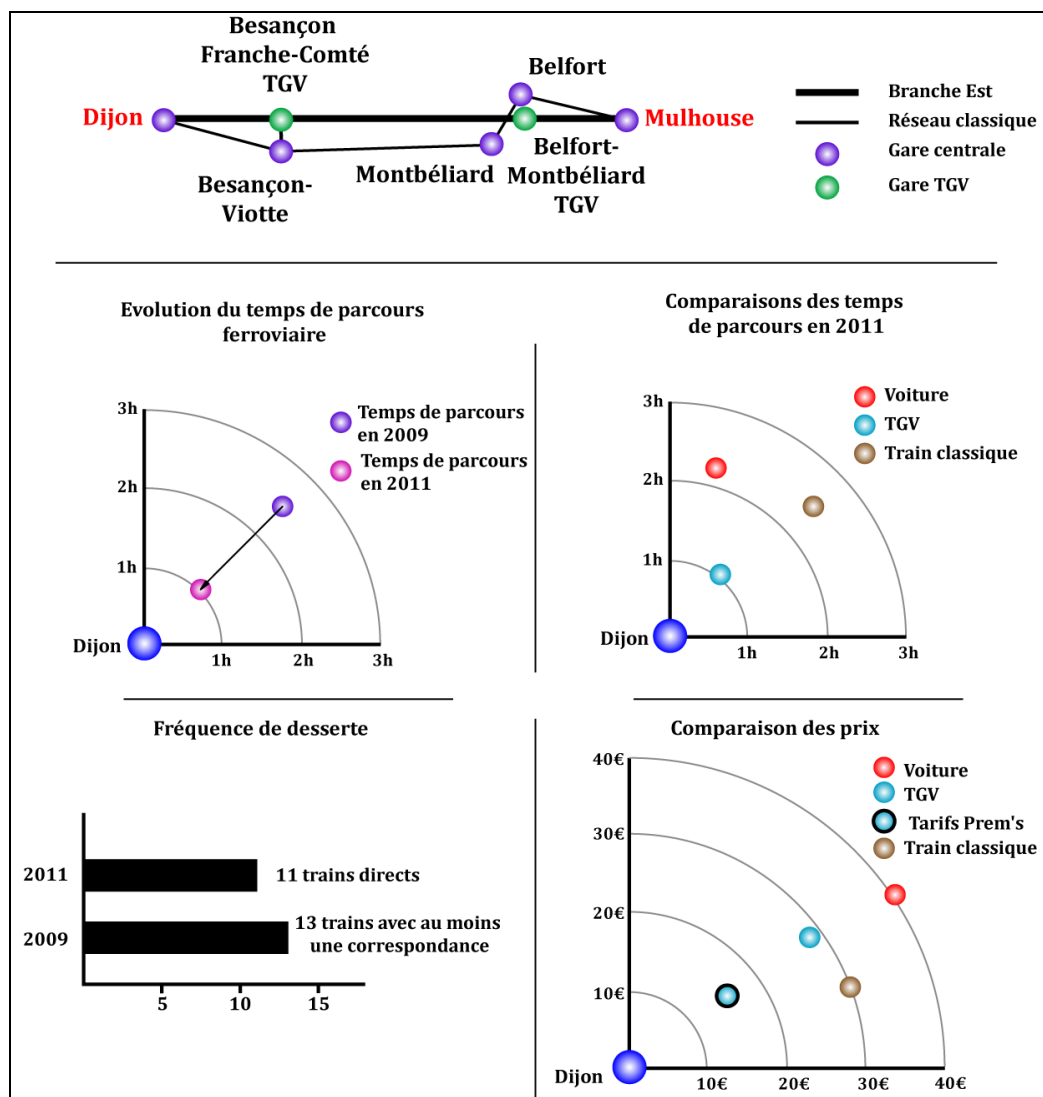 Besançon
Franche-Comté
TGV
Belfort
Dijon
Mulhouse
Besançon-
Viotte
Montbéliard
Belfort-
Montbéliard
TGV
Branche Est
Réseau classique
Gare centrale
Gare TGV
Evolution du temps de parcours
ferroviaire
3h
2h
1h
Dijon
1h
2h
3h
Temps de parcours
en 2009
Temps de parcours
en 2011
Comparaisons des temps
de parcours en 2011
3h
2h
1h
Dijon
1h
2h
3h
Voiture
TGV
Train classique
Fréquence de desserte
2011
11 trains directs
2009
13 trains avec au moins
une correspondance
5
10
15
Comparaison des prix
40€
30€
20€
10€
Dijon
10€
20€
30€
40€
Voiture
TGV
Tarifs Prem's
Train classique